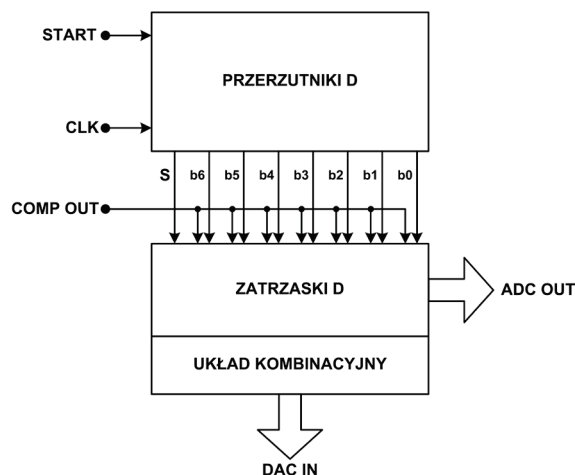 START
PRZERZUTNIKI D
CLK
S b6 b5 b4 b3 b2 b1 b0
COMP OUT
ZATRZASKI D
ADC OUT
UKŁAD KOMBINACYJNY
DAC IN